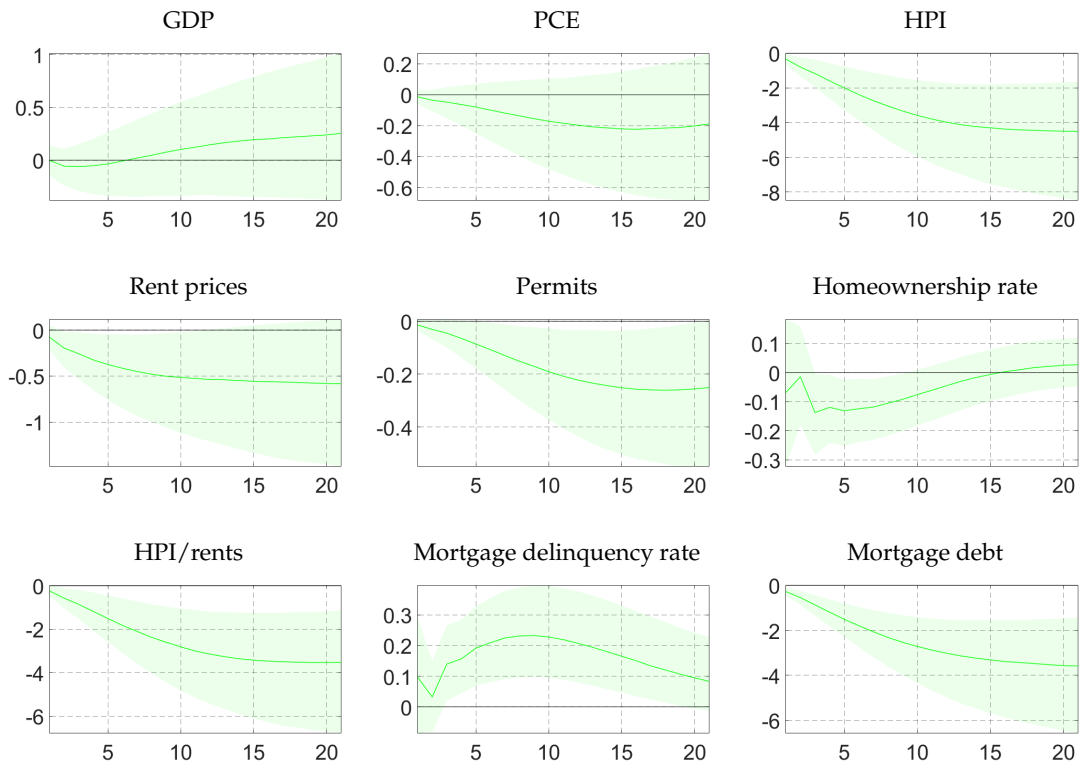 GDP
PCE
HPI
1
0.5
0
5 10 15 20
0.2
0
-0.2
-0.4
-0.6
5 10 15 20
0
-2
-4
-6
-8
5 10 15 20
Rent prices
Permits
Homeownership rate
0
-0.5
-1
5 10 15 20
0
-0.2
-0.4
5 10 15 20
0.1
0
-0.1
-0.2
-0.3
5 10 15 20
HPI/rents
Mortgage delinquency rate
Mortgage debt
0
-2
-4
-6
5 10 15 20
0.3
0.2
0.1
0
5 10 15 20
0
-2
-4
-6
5 10 15 20